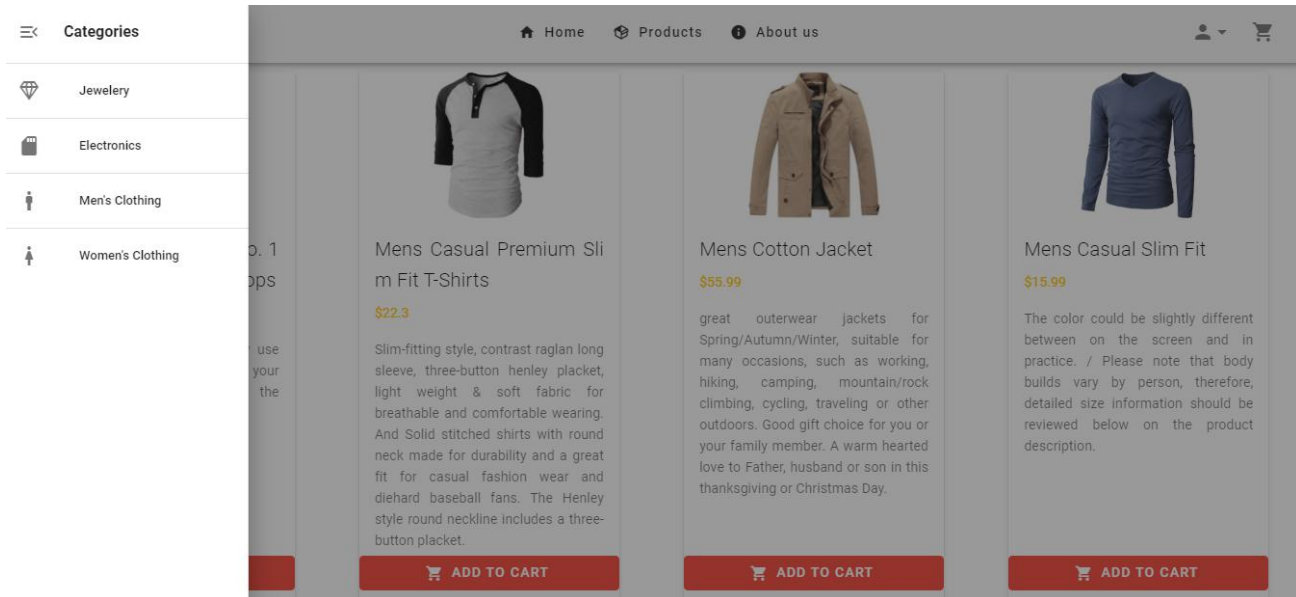 Categories
Jewelery
Electronics
Men's Clothing
Women's Clothing
Home Products About us
1
use
your
the
Mens Casual Premium Sli
m Fit T-Shirts
$22.3
Slim-fitting style, contrast raglan long
sleeve, three-button henley placket,
light weight & soft fabric for
breathable and comfortable wearing.
And Solid stitched shirts with round
neck made for durability and a great
fit for casual fashion wear and
diehard baseball fans. The Henley
style round neckline includes a three-
button placket.
ADD TO CART
Mens Cotton Jacket
$55.99
great outerwear jackets for
Spring/Autumn/Winter, suitable for
many occasions, such as working,
hiking, camping, mountain/rock
climbing, cycling, traveling or other
outdoors. Good gift choice for you or
your family member. A warm hearted
love to Father, husband or son in this
thanksgiving or Christmas Day.
ADD TO CART
Mens Casual Slim Fit
$15.99
The color could be slightly different
between on the screen and in
practice. / Please note that body
builds vary by person, therefore,
detailed size information should be
reviewed below on the product
description.
ADD TO CART